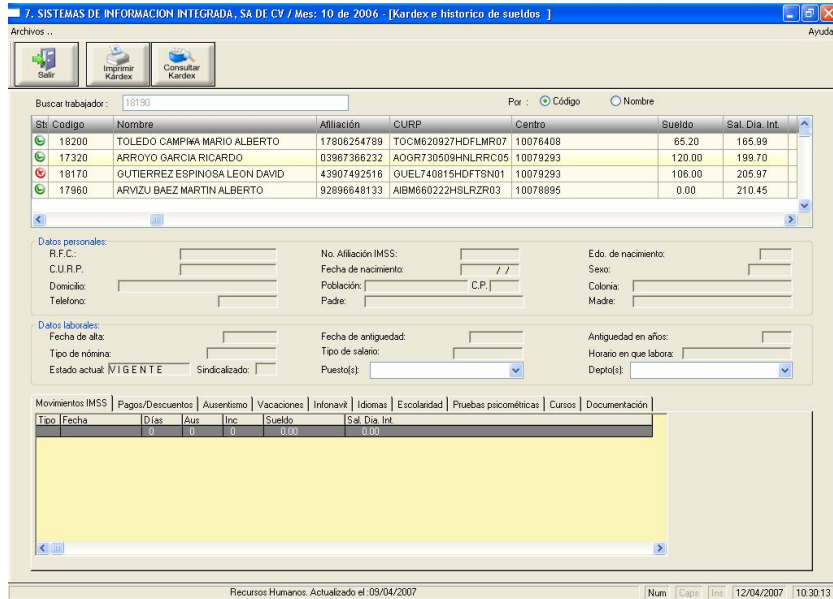 7. SISTEMAS DE INFORMACION INTEGRADA, SA DE CV / Mes: 10 de 2006 - [Kardex e historico de sueldos ]
Archivos .. Ayuda
Salir Imprimir Kárdex Consultar Kardex
Buscar trabajador : 18190 Por : Código Nombre
St Codigo Nombre Afiliación CURP Centro Sueldo Sal. Dia. Int.
18200 TOLEDO CAMPI¥A MARIO ALBERTO 17806254789 TOCM620927HDFLMR07 10076408 65.20 165.99
17320 ARROYO GARCIA RICARDO 03967366232 AOGR730509HNLRRC05 10079293 120.00 199.70
18170 GUTIERREZ ESPINOSA LEON DAVID 43907492516 GUEL740815HDFTSN01 10079293 106.00 205.97
17960 ARVIZU BAEZ MARTIN ALBERTO 92896648133 AIBM660222HSLRZR03 10078895 0.00 210.45
Datos personales:
R.F.C.: No. Afiliación IMSS: Edo. de nacimiento:
C.U.R.P. Fecha de nacimiento: / / Sexo:
Domicilio: Población: C.P. Colonia:
Telefono: Padre: Madre:
Datos laborales:
Fecha de alta: Fecha de antiguedad: Antiguedad en años:
Tipo de nómina: Tipo de salario: Horario en que labora:
Estado actual: VIGENTE Sindicalizado: Puesto(s): Depto(s):
Movimientos IMSS Pagos/Descuentos Ausentismo Vacaciones Infonavit Idiomas Escolaridad Pruebas psicométricas Cursos Documentación
Tipo Fecha Días Aus Inc Sueldo Sal. Dia. Int.
0 0 0 0.00 0.00
Recursos Humanos. Actualizado el :09/04/2007 Num Caps Ins 12/04/2007 10:30:13